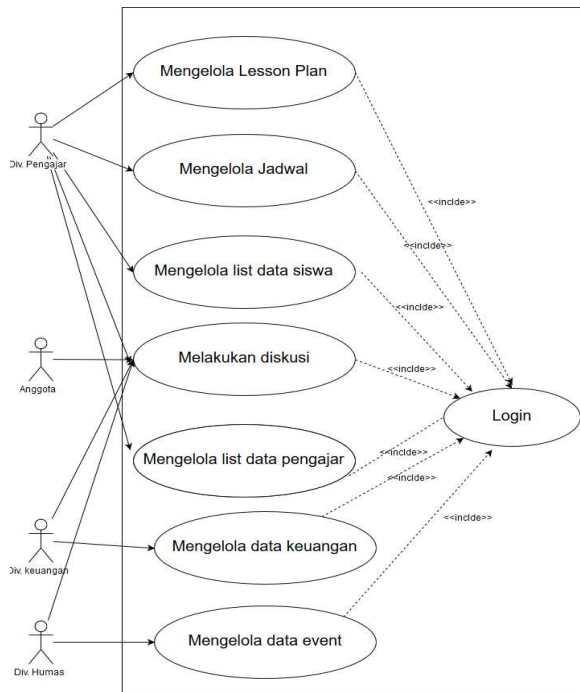 Mengelola Lesson Plan
Div. Pengajar
Mengelola Jadwal
<<inclde>>
<<inclde>>
Mengelola list data siswa
<<inclde>>
Anggota
Melakukan diskusi
<<inclde>>
Login
Mengelola list data pengajar
<<inclde>>
<<inclde>>
Div. keuangan
Mengelola data keuangan
<<inclde>>
Div. Humas
Mengelola data event